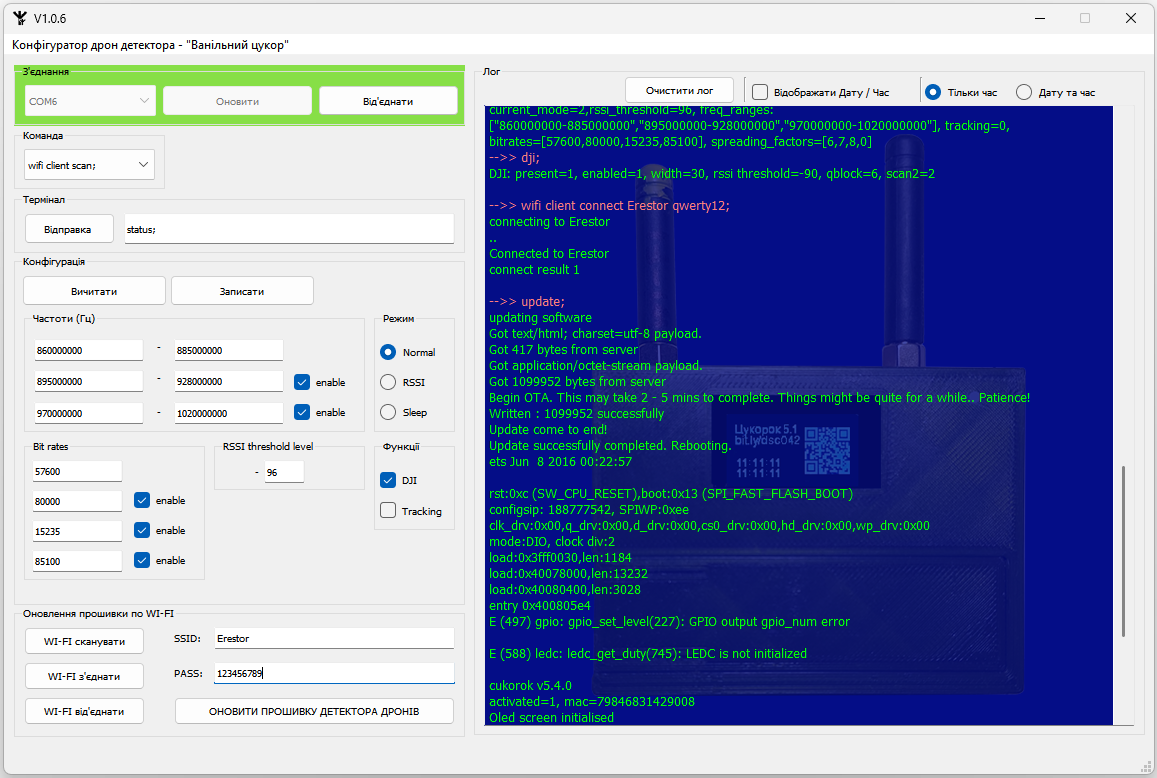 V1.0.6
Конфігуратор дрон детектора - "Ванільний цукор"
З'єднання
COM6
Оновити
Від'єднати
Команда
wifi client scan;
Термінал
Відправка
status;
Конфігурація
Вичитати
Записати
Частоти (Гц)
860000000 - 885000000
895000000 - 928000000 enable
970000000 - 1020000000 enable
Режим
Normal
RSSI
Sleep
Bit rates
57600
80000 enable
15235 enable
85100 enable
RSSI threshold level
- 96
Функції
DJI
Tracking
Оновлення прошивки по WI-FI
WI-FI сканувати
SSID: Erestor
WI-FI з'єднати
PASS: 123456789
WI-FI від'єднати
ОНОВИТИ ПРОШИВКУ ДЕТЕКТОРА ДРОНІВ
Лог
Очистити лог
Відображати Дату / Час
Тільки час
Дату та час
current_mode=2,rssi_threshold=96, freq_ranges:
["860000000-885000000","895000000-928000000","970000000-1020000000"], tracking=0,
bitrates=[57600,80000,15235,85100], spreading_factors=[6,7,8,0]
-->> dji;
DJI: present=1, enabled=1, width=30, rssi threshold=-90, qblock=6, scan2=2
-->> wifi client connect Erestor qwerty12;
connecting to Erestor
..
Connected to Erestor
connect result 1
-->> update;
updating software
Got text/html; charset=utf-8 payload.
Got 417 bytes from server
Got application/octet-stream payload.
Got 1099952 bytes from server
Begin OTA. This may take 2 - 5 mins to complete. Things might be quite for a while.. Patience!
Written : 1099952 successfully
Update come to end!
Update successfully completed. Rebooting.
ets Jun  8 2016 00:22:57
rst:0xc (SW_CPU_RESET),boot:0x13 (SPI_FAST_FLASH_BOOT)
configsip: 188777542, SPIWP:0xee
clk_drv:0x00,q_drv:0x00,d_drv:0x00,cs0_drv:0x00,hd_drv:0x00,wp_drv:0x00
mode:DIO, clock div:2
load:0x3fff0030,len:1184
load:0x40078000,len:13232
load:0x40080400,len:3028
entry 0x400805e4
E (497) gpio: gpio_set_level(227): GPIO output gpio_num error
E (588) ledc: ledc_get_duty(745): LEDC is not initialized
cukorok v5.4.0
activated=1, mac=79846831429008
Oled screen initialised
Цукорок 5.1
bit.ly/dsc042
11:11:11
11:11:11